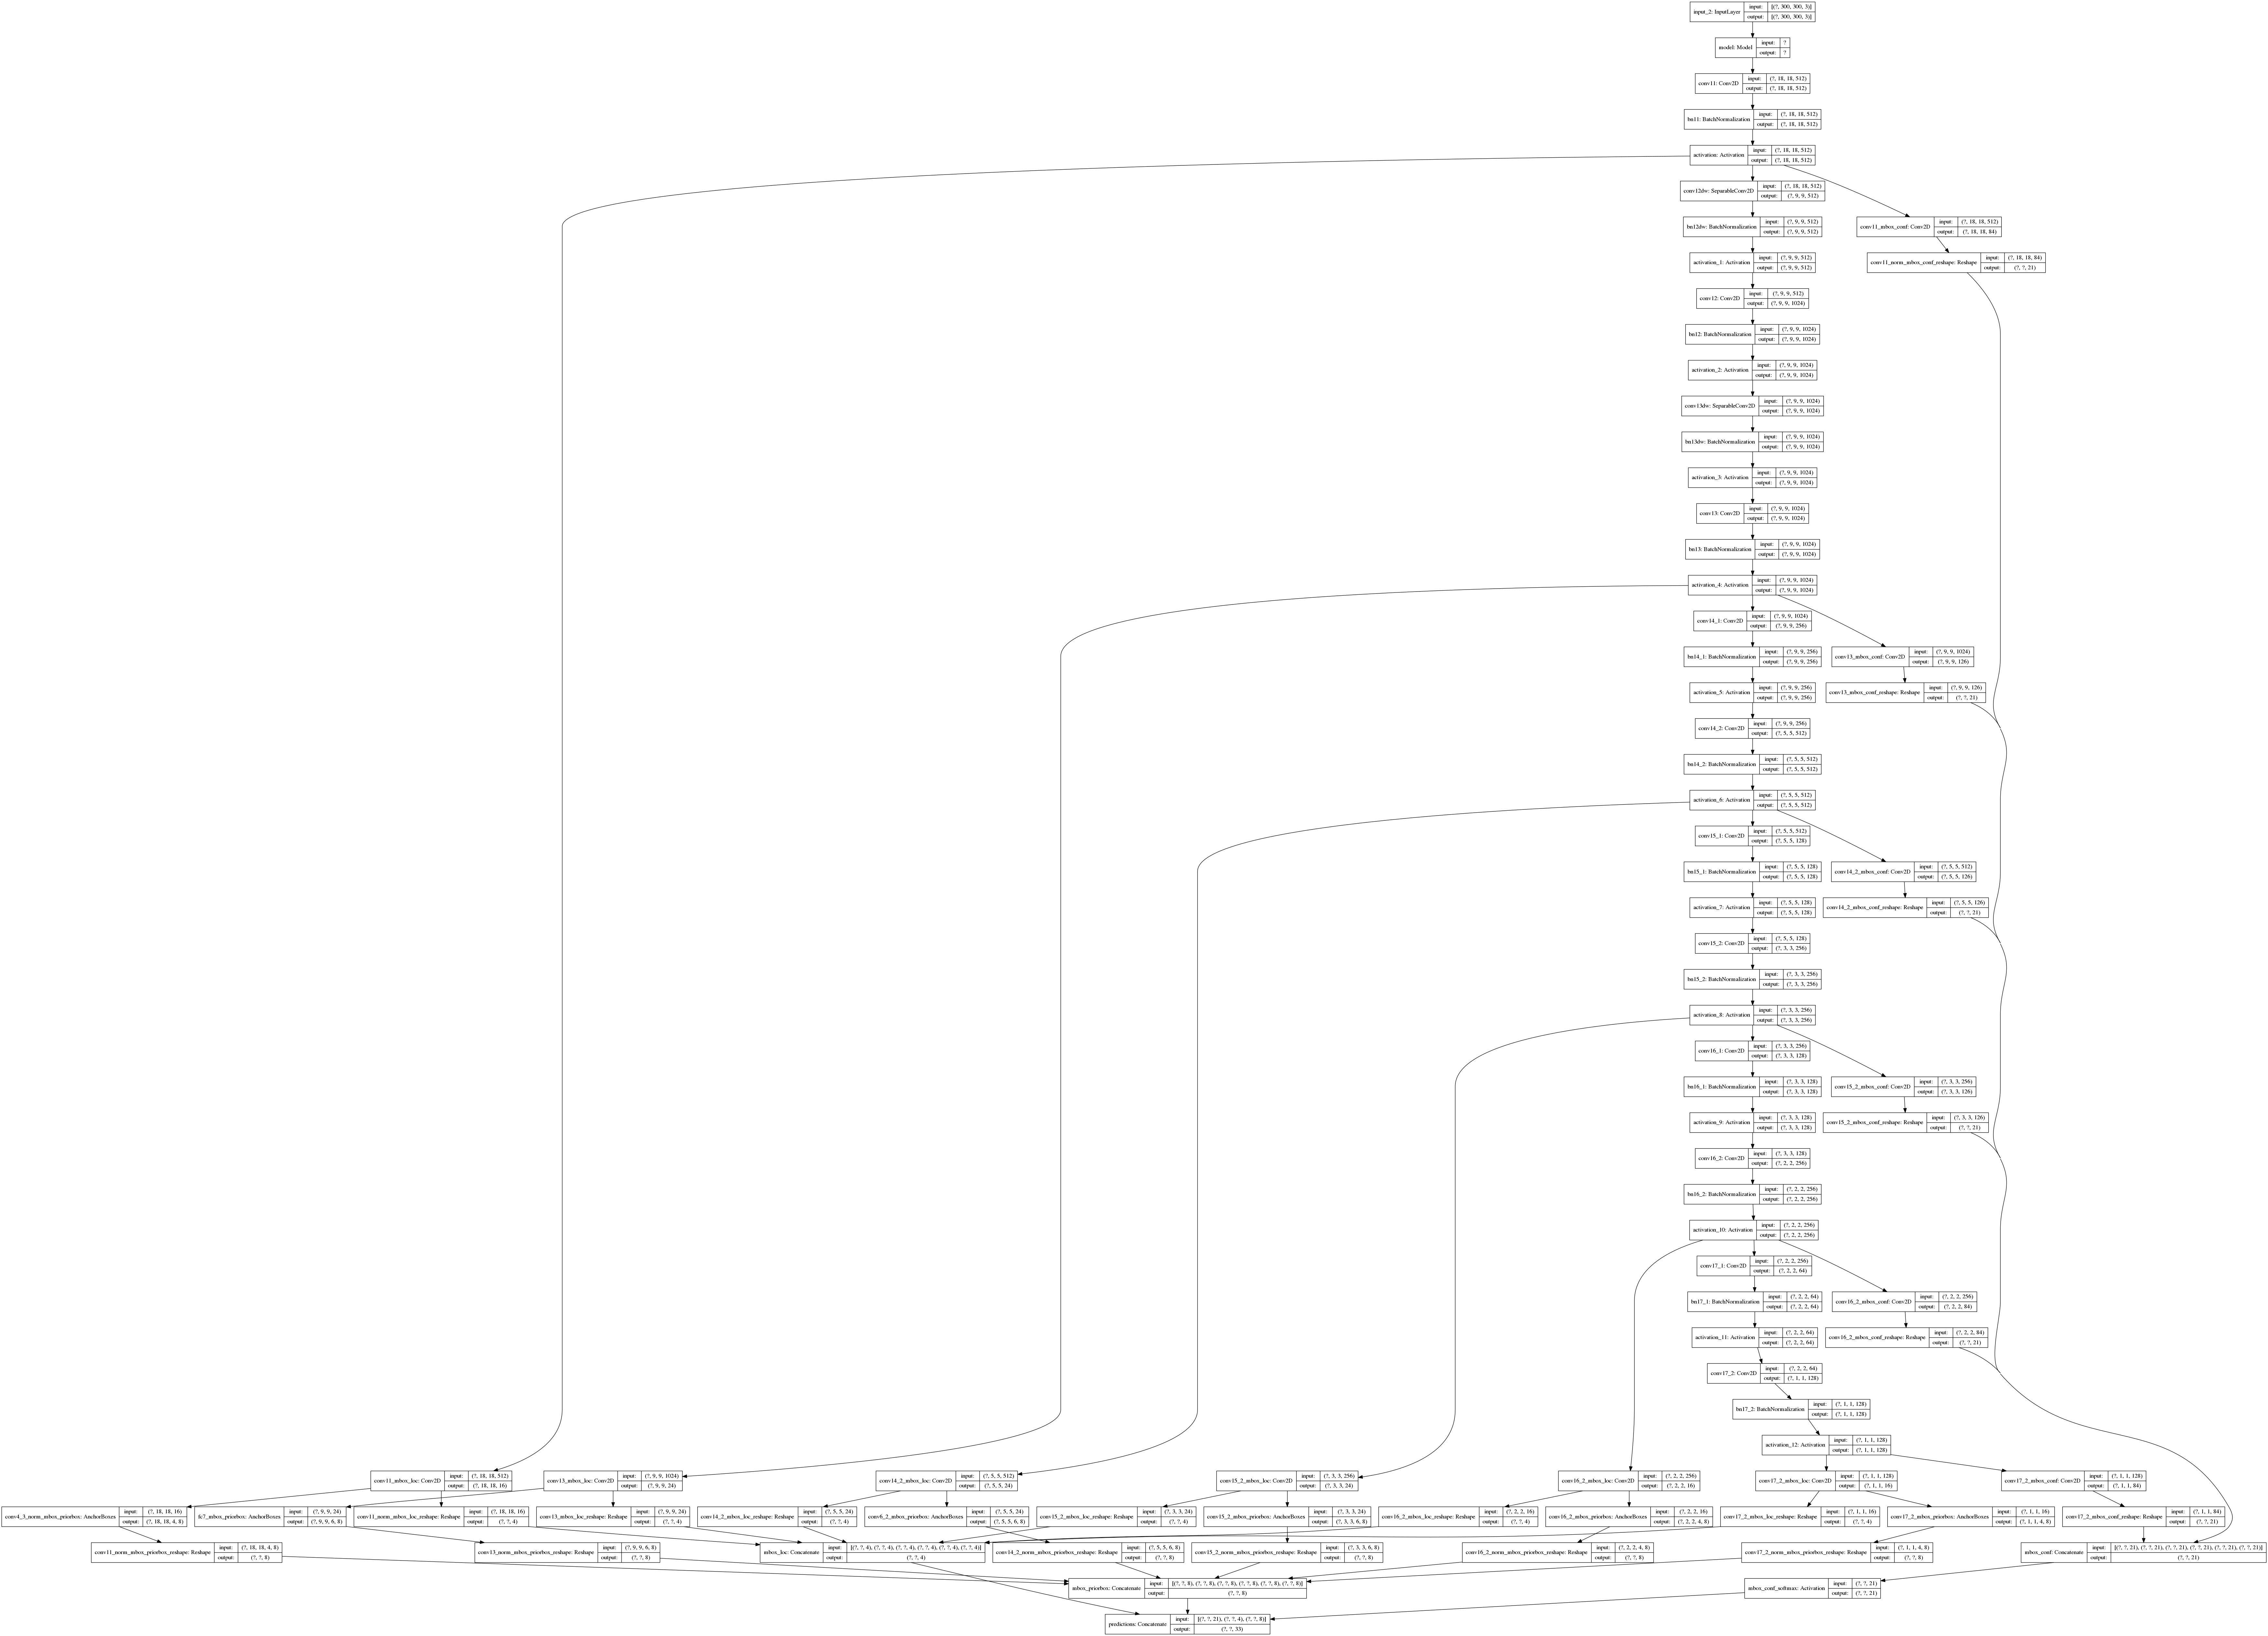 input_2: InputLayer input: [(?, 300, 300, 3)]
output: [(?, 300, 300, 3)]
model: Model input: ?
output: ?
conv11: Conv2D input: (?, 18, 18, 512)
output: (?, 18, 18, 512)
bn11: BatchNormalization input: (?, 18, 18, 512)
output: (?, 18, 18, 512)
activation: Activation input: (?, 18, 18, 512)
output: (?, 18, 18, 512)
conv12dw: SeparableConv2D input: (?, 18, 18, 512)
output: (?, 9, 9, 512)
bn12dw: BatchNormalization input: (?, 9, 9, 512)
output: (?, 9, 9, 512)
conv11_mbox_conf: Conv2D input: (?, 18, 18, 512)
output: (?, 18, 18, 84)
activation_1: Activation input: (?, 9, 9, 512)
output: (?, 9, 9, 512)
conv11_norm_mbox_conf_reshape: Reshape input: (?, 18, 18, 84)
output: (?, ?, 21)
conv12: Conv2D input: (?, 9, 9, 512)
output: (?, 9, 9, 1024)
bn12: BatchNormalization input: (?, 9, 9, 1024)
output: (?, 9, 9, 1024)
activation_2: Activation input: (?, 9, 9, 1024)
output: (?, 9, 9, 1024)
conv13dw: SeparableConv2D input: (?, 9, 9, 1024)
output: (?, 9, 9, 1024)
bn13dw: BatchNormalization input: (?, 9, 9, 1024)
output: (?, 9, 9, 1024)
activation_3: Activation input: (?, 9, 9, 1024)
output: (?, 9, 9, 1024)
conv13: Conv2D input: (?, 9, 9, 1024)
output: (?, 9, 9, 1024)
bn13: BatchNormalization input: (?, 9, 9, 1024)
output: (?, 9, 9, 1024)
activation_4: Activation input: (?, 9, 9, 1024)
output: (?, 9, 9, 1024)
conv14_1: Conv2D input: (?, 9, 9, 1024)
output: (?, 9, 9, 256)
bn14_1: BatchNormalization input: (?, 9, 9, 256)
output: (?, 9, 9, 256)
conv13_mbox_conf: Conv2D input: (?, 9, 9, 1024)
output: (?, 9, 9, 126)
activation_5: Activation input: (?, 9, 9, 256)
output: (?, 9, 9, 256)
conv13_mbox_conf_reshape: Reshape input: (?, 9, 9, 126)
output: (?, ?, 21)
conv14_2: Conv2D input: (?, 9, 9, 256)
output: (?, 5, 5, 512)
bn14_2: BatchNormalization input: (?, 5, 5, 512)
output: (?, 5, 5, 512)
activation_6: Activation input: (?, 5, 5, 512)
output: (?, 5, 5, 512)
conv15_1: Conv2D input: (?, 5, 5, 512)
output: (?, 5, 5, 128)
bn15_1: BatchNormalization input: (?, 5, 5, 128)
output: (?, 5, 5, 128)
conv14_2_mbox_conf: Conv2D input: (?, 5, 5, 512)
output: (?, 5, 5, 126)
activation_7: Activation input: (?, 5, 5, 128)
output: (?, 5, 5, 128)
conv14_2_mbox_conf_reshape: Reshape input: (?, 5, 5, 126)
output: (?, ?, 21)
conv15_2: Conv2D input: (?, 5, 5, 128)
output: (?, 3, 3, 256)
bn15_2: BatchNormalization input: (?, 3, 3, 256)
output: (?, 3, 3, 256)
activation_8: Activation input: (?, 3, 3, 256)
output: (?, 3, 3, 256)
conv16_1: Conv2D input: (?, 3, 3, 256)
output: (?, 3, 3, 128)
bn16_1: BatchNormalization input: (?, 3, 3, 128)
output: (?, 3, 3, 128)
conv15_2_mbox_conf: Conv2D input: (?, 3, 3, 256)
output: (?, 3, 3, 126)
activation_9: Activation input: (?, 3, 3, 128)
output: (?, 3, 3, 128)
conv15_2_mbox_conf_reshape: Reshape input: (?, 3, 3, 126)
output: (?, ?, 21)
conv16_2: Conv2D input: (?, 3, 3, 128)
output: (?, 2, 2, 256)
bn16_2: BatchNormalization input: (?, 2, 2, 256)
output: (?, 2, 2, 256)
activation_10: Activation input: (?, 2, 2, 256)
output: (?, 2, 2, 256)
conv17_1: Conv2D input: (?, 2, 2, 256)
output: (?, 2, 2, 64)
bn17_1: BatchNormalization input: (?, 2, 2, 64)
output: (?, 2, 2, 64)
conv16_2_mbox_conf: Conv2D input: (?, 2, 2, 256)
output: (?, 2, 2, 84)
activation_11: Activation input: (?, 2, 2, 64)
output: (?, 2, 2, 64)
conv16_2_mbox_conf_reshape: Reshape input: (?, 2, 2, 84)
output: (?, ?, 21)
conv17_2: Conv2D input: (?, 2, 2, 64)
output: (?, 1, 1, 128)
bn17_2: BatchNormalization input: (?, 1, 1, 128)
output: (?, 1, 1, 128)
activation_12: Activation input: (?, 1, 1, 128)
output: (?, 1, 1, 128)
conv11_mbox_loc: Conv2D input: (?, 18, 18, 512)
output: (?, 18, 18, 16)
conv13_mbox_loc: Conv2D input: (?, 9, 9, 1024)
output: (?, 9, 9, 24)
conv14_2_mbox_loc: Conv2D input: (?, 5, 5, 512)
output: (?, 5, 5, 24)
conv15_2_mbox_loc: Conv2D input: (?, 3, 3, 256)
output: (?, 3, 3, 24)
conv16_2_mbox_loc: Conv2D input: (?, 2, 2, 256)
output: (?, 2, 2, 16)
conv17_2_mbox_loc: Conv2D input: (?, 1, 1, 128)
output: (?, 1, 1, 16)
conv17_2_mbox_conf: Conv2D input: (?, 1, 1, 128)
output: (?, 1, 1, 84)
conv4_3_norm_mbox_priorbox: AnchorBoxes input: (?, 18, 18, 16)
output: (?, 18, 18, 4, 8)
fc7_mbox_priorbox: AnchorBoxes input: (?, 9, 9, 24)
output: (?, 9, 9, 6, 8)
conv11_norm_mbox_loc_reshape: Reshape input: (?, 18, 18, 16)
output: (?, ?, 4)
conv13_mbox_loc_reshape: Reshape input: (?, 9, 9, 24)
output: (?, ?, 4)
conv14_2_mbox_loc_reshape: Reshape input: (?, 5, 5, 24)
output: (?, ?, 4)
conv6_2_mbox_priorbox: AnchorBoxes input: (?, 5, 5, 24)
output: (?, 5, 5, 6, 8)
conv15_2_mbox_loc_reshape: Reshape input: (?, 3, 3, 24)
output: (?, ?, 4)
conv15_2_mbox_priorbox: AnchorBoxes input: (?, 3, 3, 24)
output: (?, 3, 3, 6, 8)
conv16_2_mbox_loc_reshape: Reshape input: (?, 2, 2, 16)
output: (?, ?, 4)
conv16_2_mbox_priorbox: AnchorBoxes input: (?, 2, 2, 16)
output: (?, 2, 2, 4, 8)
conv17_2_mbox_loc_reshape: Reshape input: (?, 1, 1, 16)
output: (?, ?, 4)
conv17_2_mbox_priorbox: AnchorBoxes input: (?, 1, 1, 16)
output: (?, 1, 1, 4, 8)
conv17_2_mbox_conf_reshape: Reshape input: (?, 1, 1, 84)
output: (?, ?, 21)
conv11_norm_mbox_priorbox_reshape: Reshape input: (?, 18, 18, 4, 8)
output: (?, ?, 8)
conv13_norm_mbox_priorbox_reshape: Reshape input: (?, 9, 9, 6, 8)
output: (?, ?, 8)
mbox_loc: Concatenate input: [(?, ?, 4), (?, ?, 4), (?, ?, 4), (?, ?, 4), (?, ?, 4), (?, ?, 4)]
output: (?, ?, 4)
conv14_2_norm_mbox_priorbox_reshape: Reshape input: (?, 5, 5, 6, 8)
output: (?, ?, 8)
conv15_2_norm_mbox_priorbox_reshape: Reshape input: (?, 3, 3, 6, 8)
output: (?, ?, 8)
conv16_2_norm_mbox_priorbox_reshape: Reshape input: (?, 2, 2, 4, 8)
output: (?, ?, 8)
conv17_2_norm_mbox_priorbox_reshape: Reshape input: (?, 1, 1, 4, 8)
output: (?, ?, 8)
mbox_conf: Concatenate input: [(?, ?, 21), (?, ?, 21), (?, ?, 21), (?, ?, 21), (?, ?, 21), (?, ?, 21)]
output: (?, ?, 21)
mbox_priorbox: Concatenate input: [(?, ?, 8), (?, ?, 8), (?, ?, 8), (?, ?, 8), (?, ?, 8), (?, ?, 8)]
output: (?, ?, 8)
mbox_conf_softmax: Activation input: (?, ?, 21)
output: (?, ?, 21)
predictions: Concatenate input: [(?, ?, 21), (?, ?, 4), (?, ?, 8)]
output: (?, ?, 33)